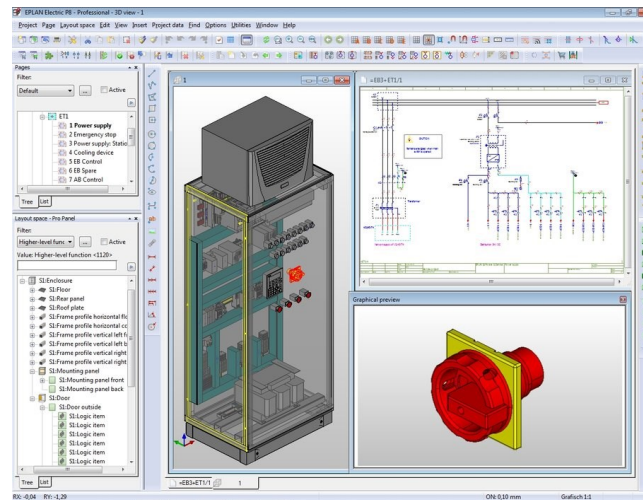 EPLAN Electric P8 - Professional - 3D view - 1
Project Page Layout space Edit View Insert Project data Find Options Utilities Window Help
Pages
Filter:
Default
...
Active
ET1
1 Power supply
2 Emergency stop
3 Power supply: Statio
4 Cooling device
5 EB Control
6 EB Spare
7 AB Control
Tree List
Layout space - Pro Panel
Filter:
Higher-level func
...
Active
Value: Higher-level function <1120>
S1:Enclosure
S1:Floor
S1:Rear panel
S1:Roof plate
S1:Frame profile horizontal flo
S1:Frame profile horizontal co
S1:Frame profile vertical left f
S1:Frame profile vertical left b
S1:Frame profile vertical right
S1:Frame profile vertical right
S1:Mounting panel
S1:Mounting panel front
S1:Mounting panel back
S1:Door
S1:Door outside
S1:Logic item
S1:Logic item
S1:Logic item
S1:Logic item
S1:Logic item
Tree List
1
=EB3+ET1/1
Graphical preview
=EB3+ET1/1
1
RX: -0,04 RY: -1,29
ON: 0,10 mm
Grafisch 1:1